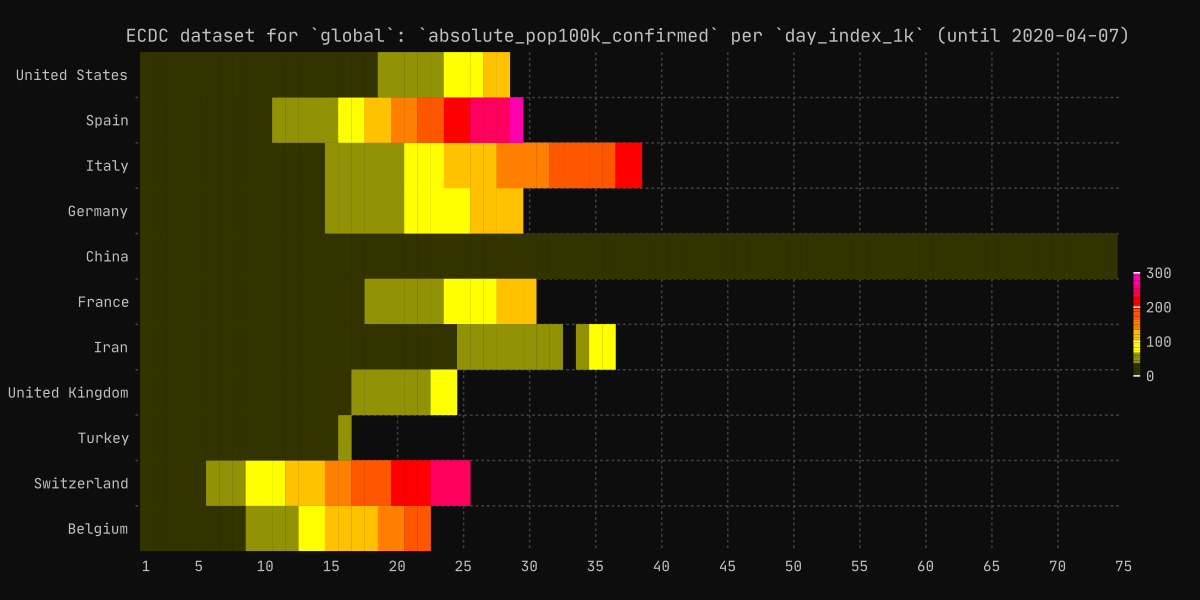 ECDC dataset for `global`: `absolute_pop100k_confirmed` per `day_index_1k` (until 2020-04-07)
United States
Spain
Italy
Germany
China
France
Iran
United Kingdom
Turkey
Switzerland
Belgium
300
200
100
0
1 5 10 15 20 25 30 35 40 45 50 55 60 65 70 75